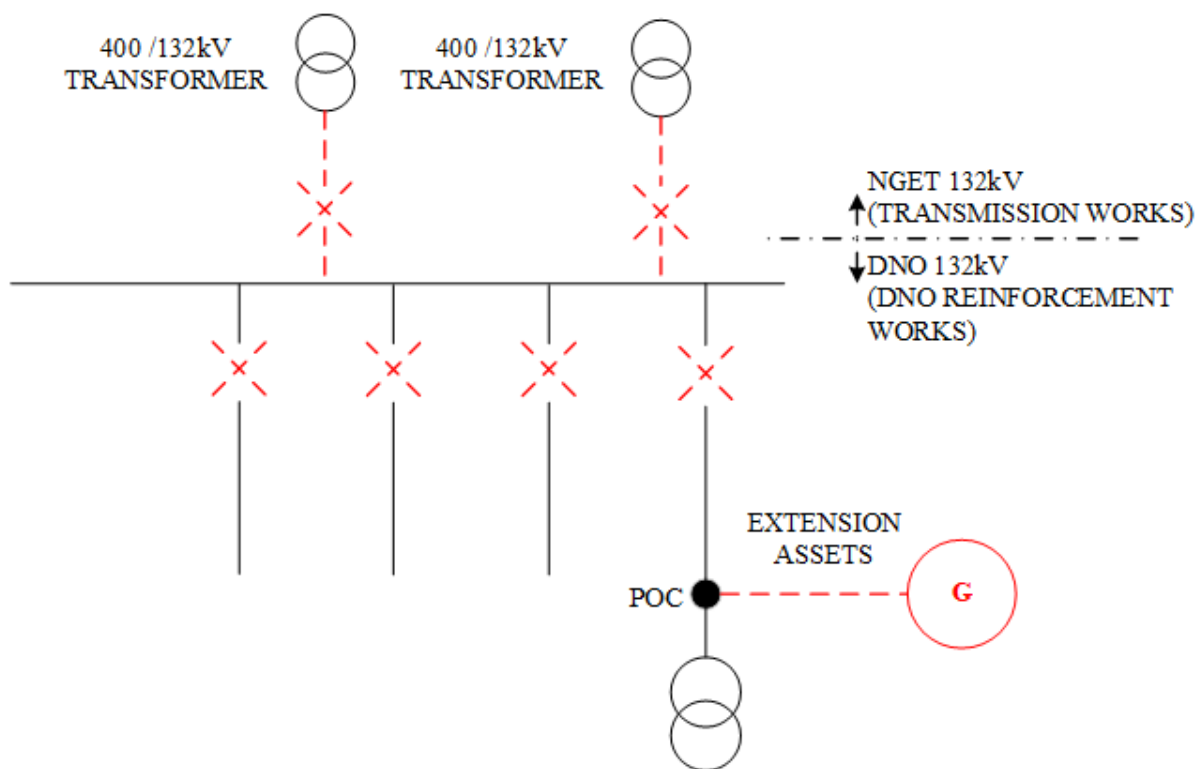 400 /132kV
TRANSFORMER
400 /132kV
TRANSFORMER
NGET 132kV
(TRANSMISSION WORKS)
DNO 132kV
(DNO REINFORCEMENT
WORKS)
EXTENSION
ASSETS
POC
G